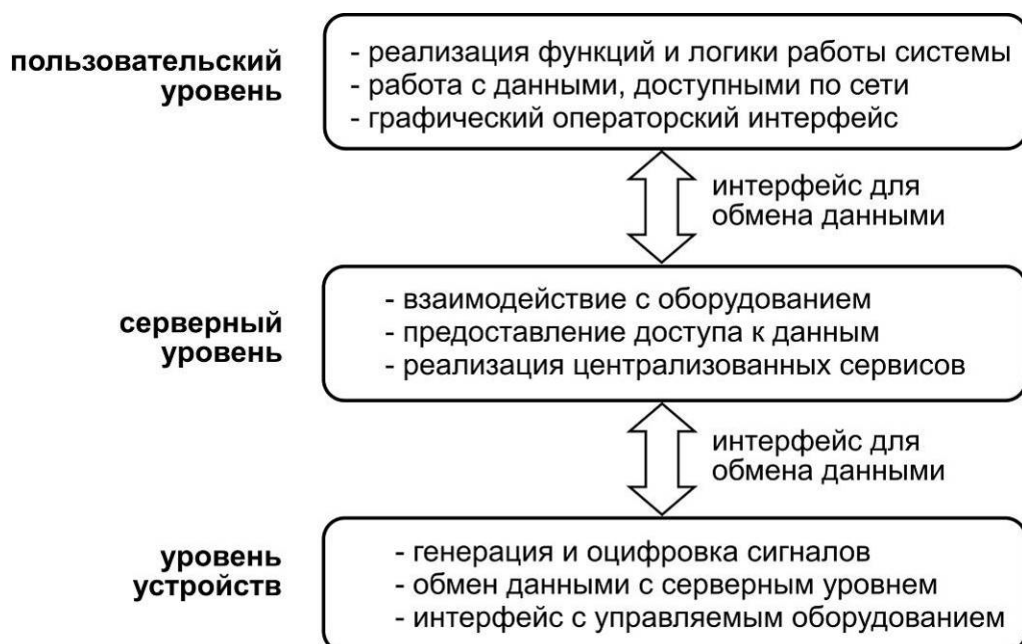 пользовательский
уровень
- реализация функций и логики работы системы
- работа с данными, доступными по сети
- графический операторский интерфейс
интерфейс для
обмена данными
серверный
уровень
- взаимодействие с оборудованием
- предоставление доступа к данным
- реализация централизованных сервисов
интерфейс для
обмена данными
уровень
устройств
- генерация и оцифровка сигналов
- обмен данными с серверным уровнем
- интерфейс с управляемым оборудованием